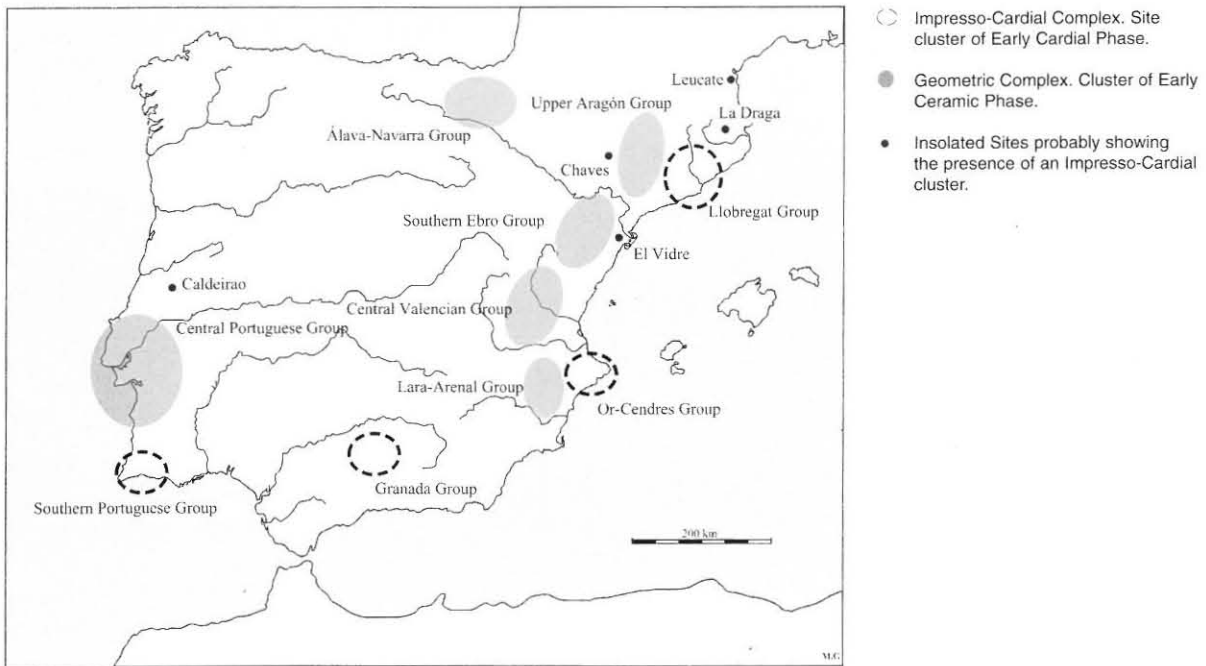 Leucate
La Draga
Upper Aragón Group
Álava-Navarra Group
Chaves
Llobregat Group
Southern Ebro Group
El Vidre
Caldeirao
Central Valencian Group
Central Portuguese Group
Lara-Arenal Group
Or-Cendres Group
Granada Group
Southern Portuguese Group
200 km
M.G
Impresso-Cardial Complex. Site
cluster of Early Cardial Phase.
Geometric Complex. Cluster of Early
Ceramic Phase.
Insolated Sites probably showing
the presence of an Impresso-Cardial
cluster.